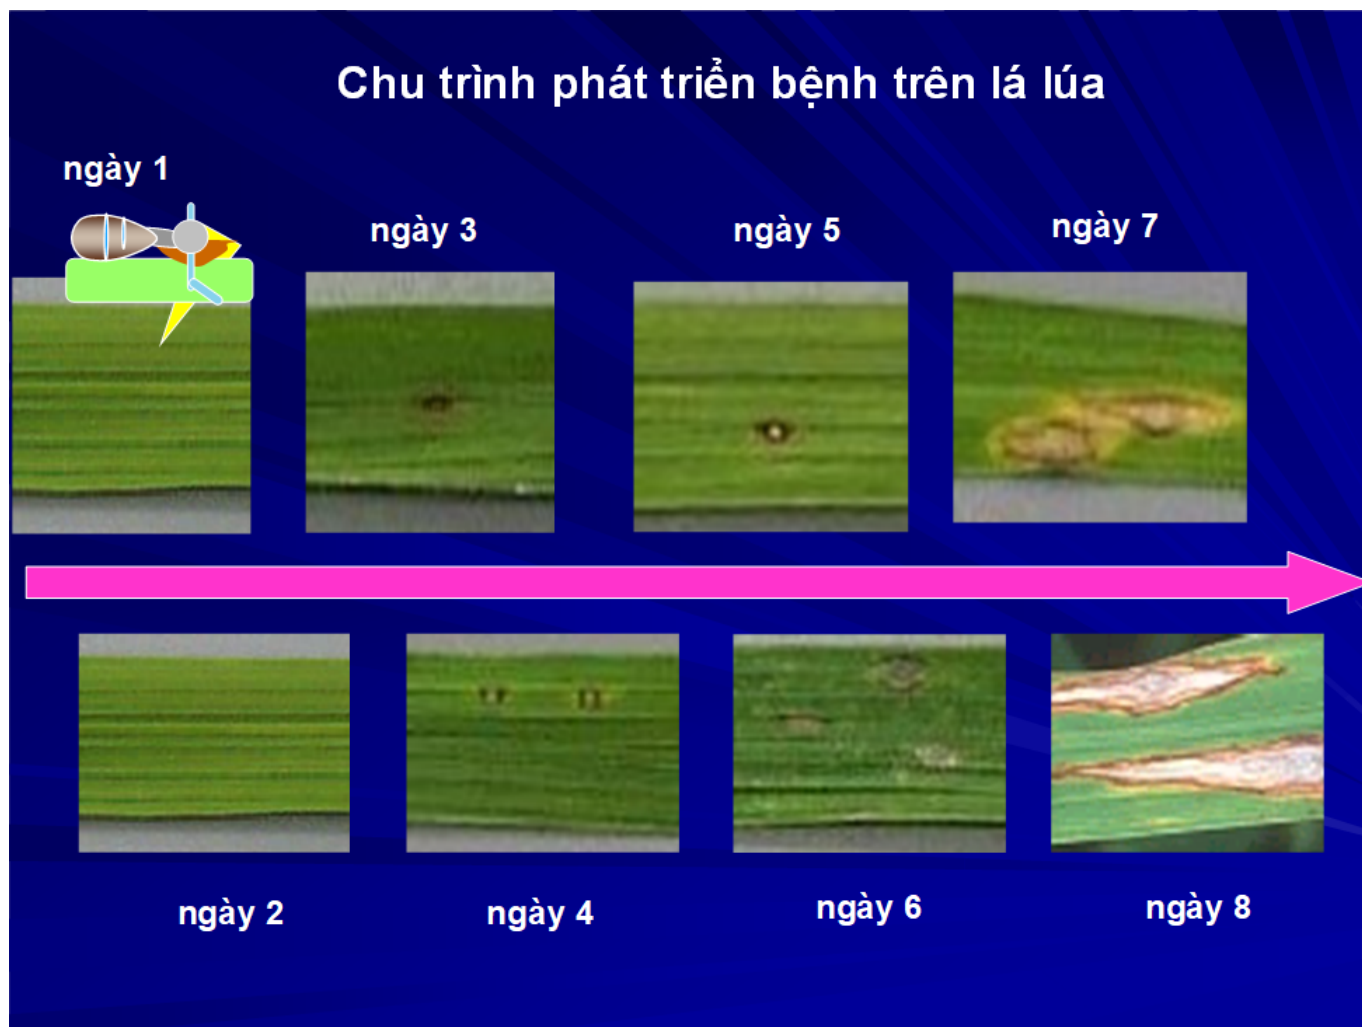 Chu trình phát triển bệnh trên lá lúa
ngày 1
ngày 3
ngày 5
ngày 7
ngày 2
ngày 4
ngày 6
ngày 8